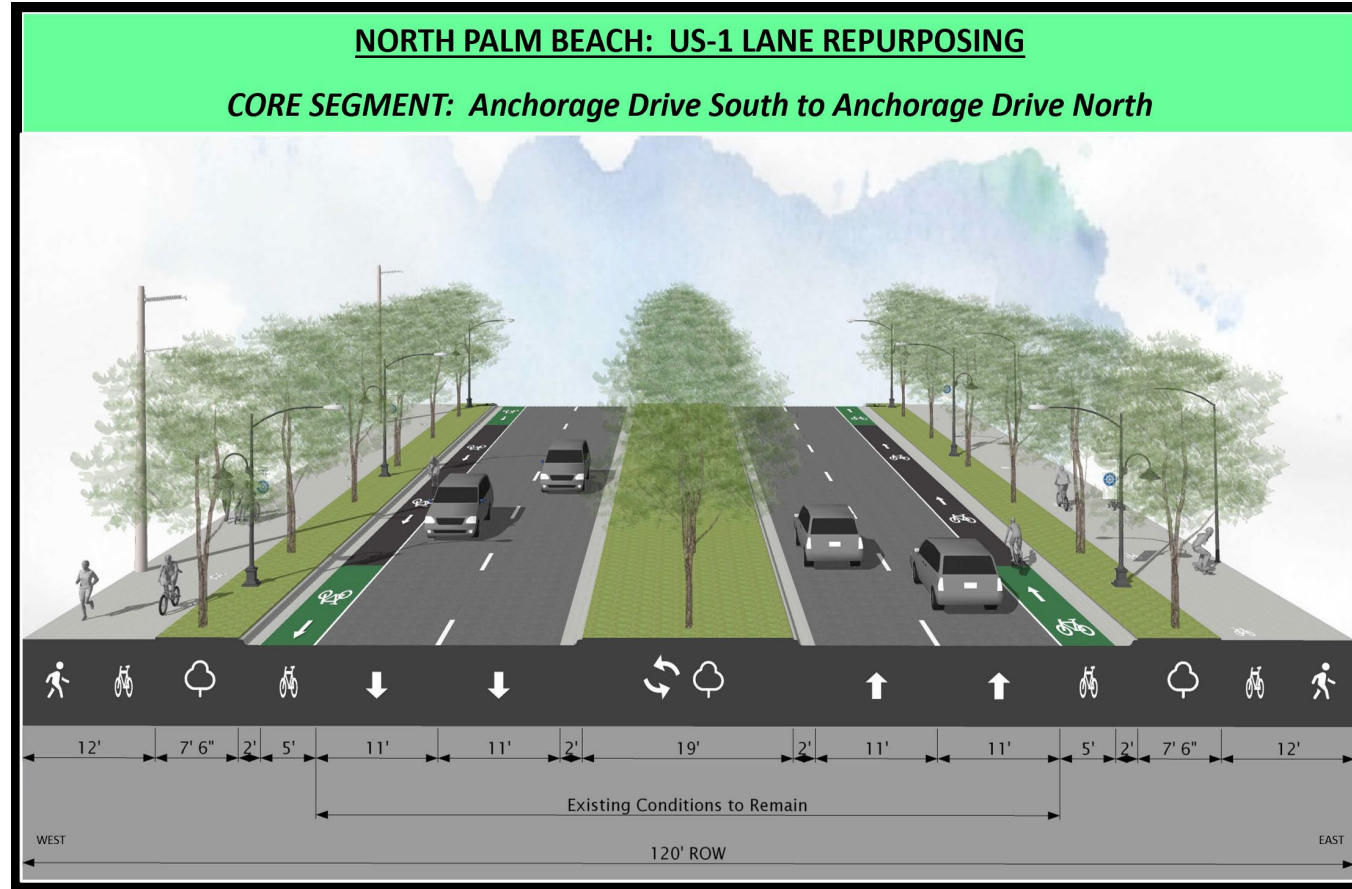 NORTH PALM BEACH: US-1 LANE REPURPOSING
CORE SEGMENT: Anchorage Drive South to Anchorage Drive North
12' 7' 6" 2' 5' 11' 11' 2' 19' 2' 11' 11' 5' 2' 7' 6" 12'
Existing Conditions to Remain
WEST EAST
120' ROW